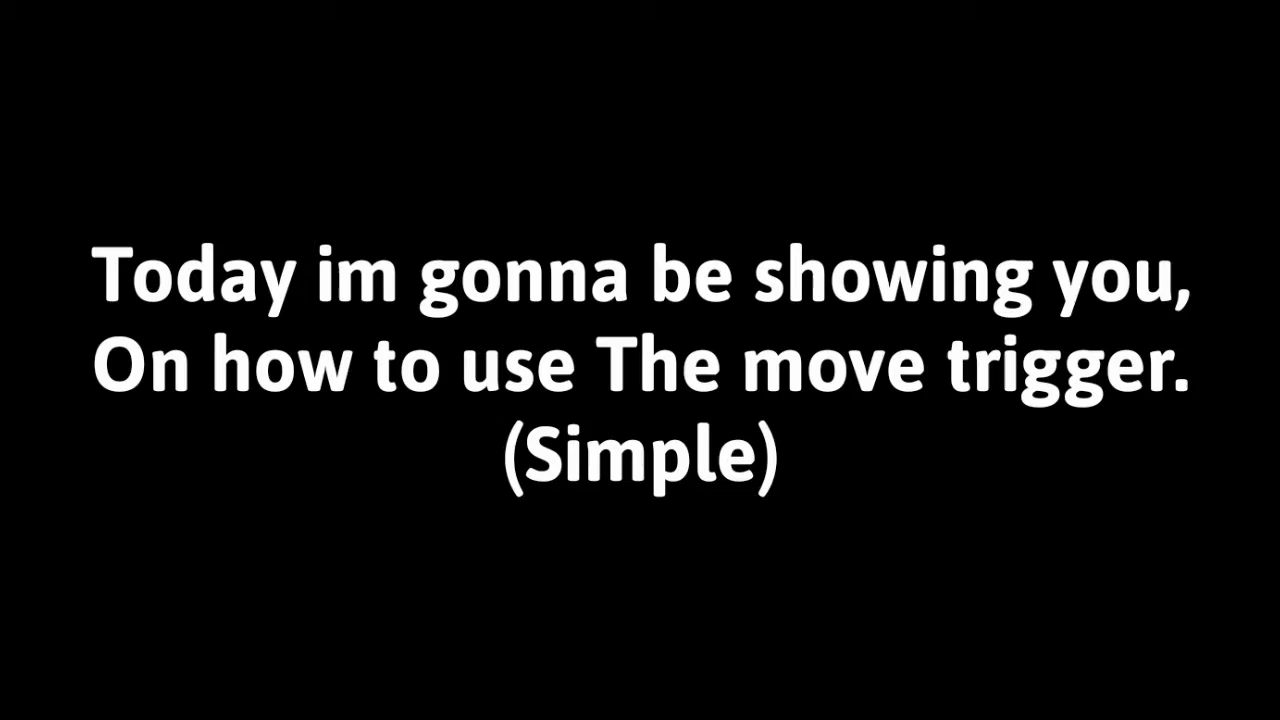 Today im gonna be showing you,
On how to use The move trigger.
(Simple)